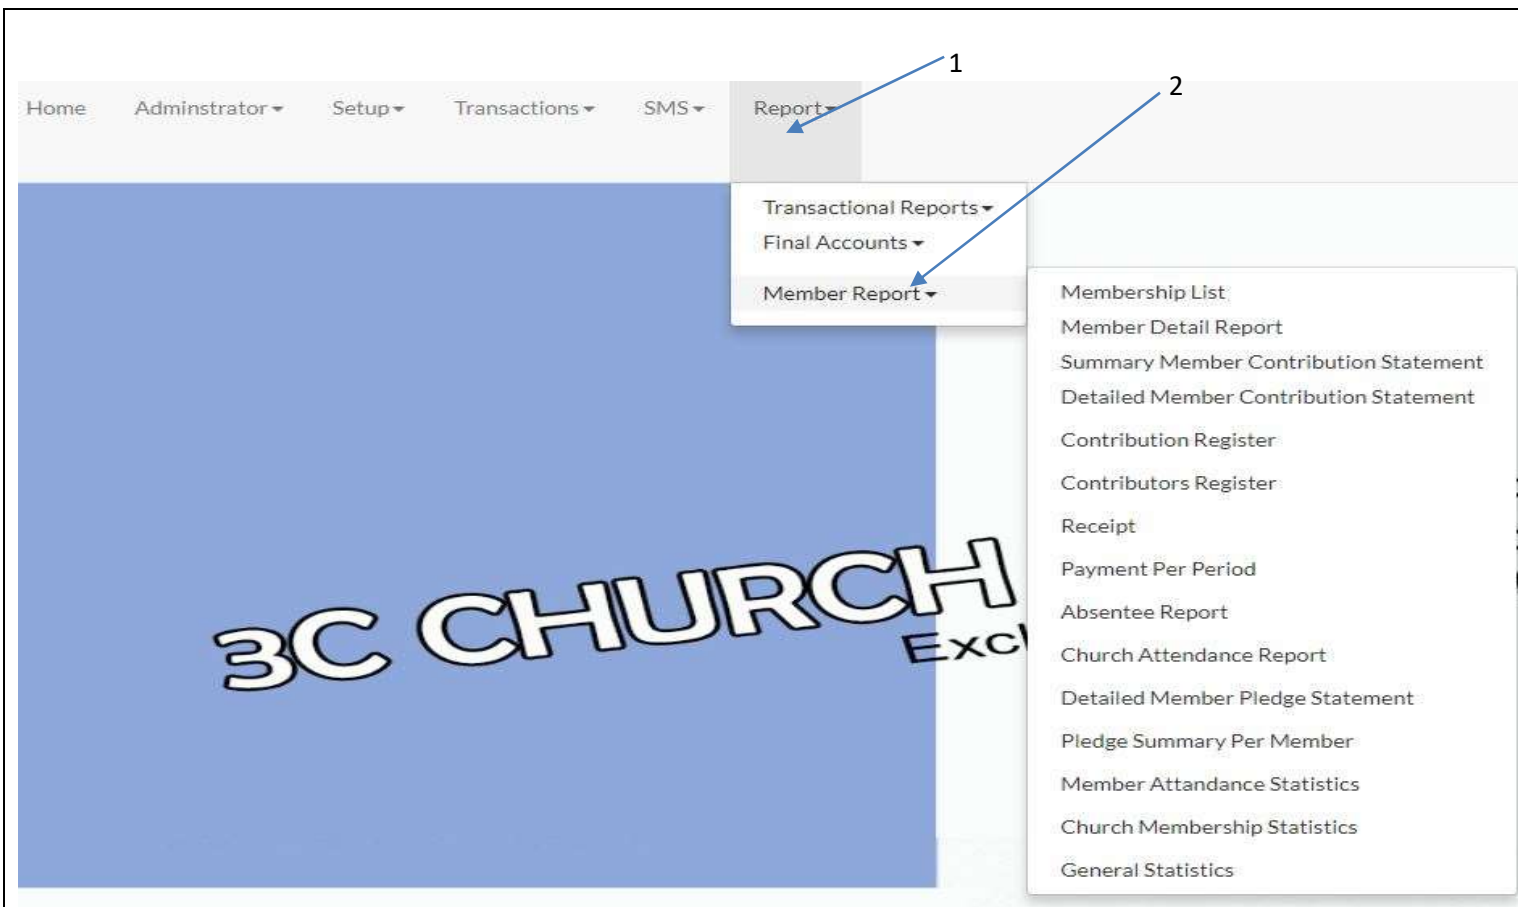 1
2
Home Adminstrator Setup Transactions SMS Report
Transactional Reports
Final Accounts
Member Report
Membership List
Member Detail Report
Summary Member Contribution Statement
Detailed Member Contribution Statement
Contribution Register
Contributors Register
Receipt
Payment Per Period
Absentee Report
Church Attendance Report
Detailed Member Pledge Statement
Pledge Summary Per Member
Member Attandance Statistics
Church Membership Statistics
General Statistics
3C CHURCH